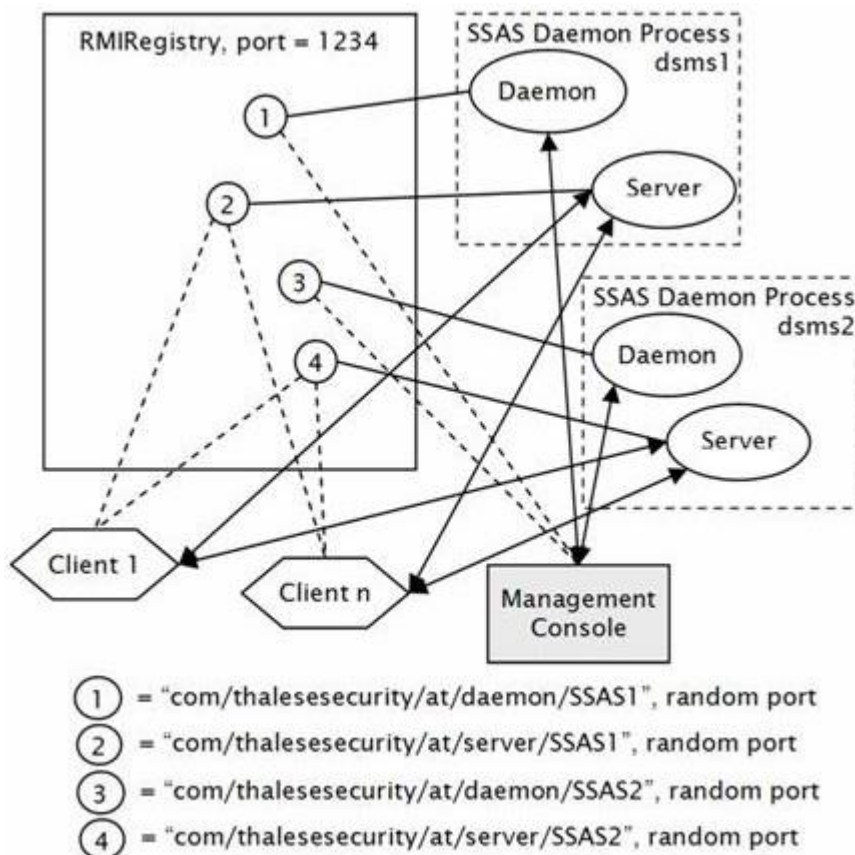 RMIRegistry, port = 1234
SSAS Daemon Process
dsms1
Daemon
1
Server
2
3
SSAS Daemon Process
dsms2
Daemon
4
Server
Client 1
Client n
Management
Console
1 = “com/thalesesecurity/at/daemon/SSAS1”, random port
2 = “com/thalesesecurity/at/server/SSAS1”, random port
3 = “com/thalesesecurity/at/daemon/SSAS2”, random port
4 = “com/thalesesecurity/at/server/SSAS2”, random port